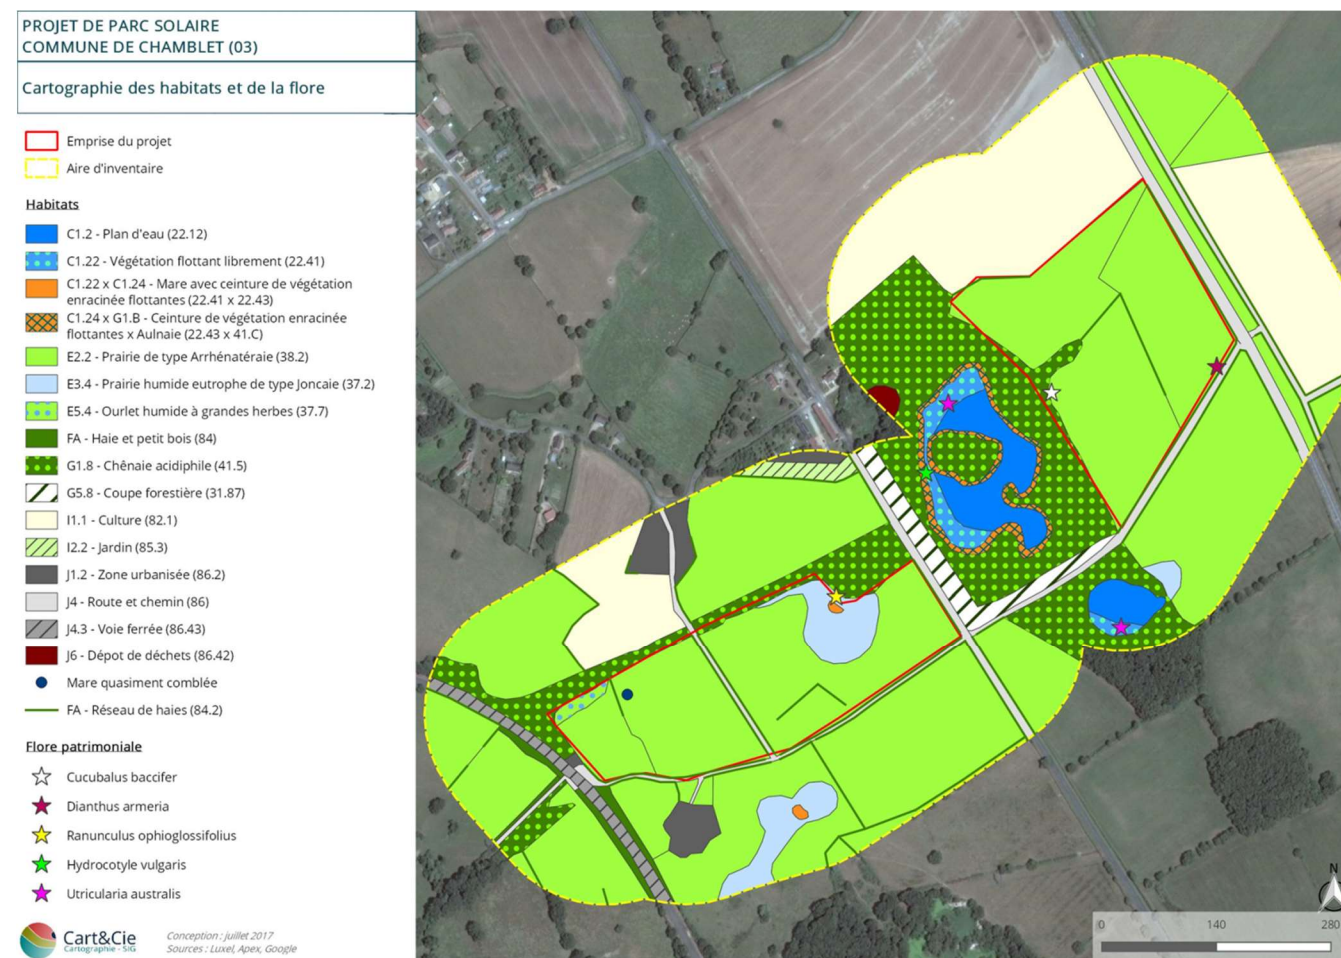 PROJET DE PARC SOLAIRE
COMMUNE DE CHAMBLET (03)
Cartographie des habitats et de la flore
Emprise du projet
Aire d'inventaire
Habitats
C1.2 - Plan d'eau (22.12)
C1.22 - Végétation flottant librement (22.41)
C1.22 x C1.24 - Mare avec ceinture de végétation
enracinée flottantes (22.41 x 22.43)
C1.24 x G1.B - Ceinture de végétation enracinée
flottantes x Aulnaie (22.43 x 41.C)
E2.2 - Prairie de type Arrhénatéraie (38.2)
E3.4 - Prairie humide eutrophe de type Joncaie (37.2)
E5.4 - Ourlet humide à grandes herbes (37.7)
FA - Haie et petit bois (84)
G1.8 - Chênaie acidiphile (41.5)
G5.8 - Coupe forestière (31.87)
I1.1 - Culture (82.1)
I2.2 - Jardin (85.3)
J1.2 - Zone urbanisée (86.2)
J4 - Route et chemin (86)
J4.3 - Voie ferrée (86.43)
J6 - Dépot de déchets (86.42)
Mare quasiment comblée
FA - Réseau de haies (84.2)
Flore patrimoniale
Cucubalus baccifer
Dianthus armeria
Ranunculus ophioglossifolius
Hydrocotyle vulgaris
Utricularia australis
Cart&Cie
Cartographie - SIG
Conception : juillet 2017
Sources : Luxel, Apex, Google
N
0 140 280